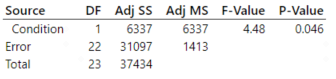 Source DF Adj SS Adj MS F-Value P-Value
Condition 1 6337 6337 4.48 0.046
Error 22 31097 1413
Total 23 37434